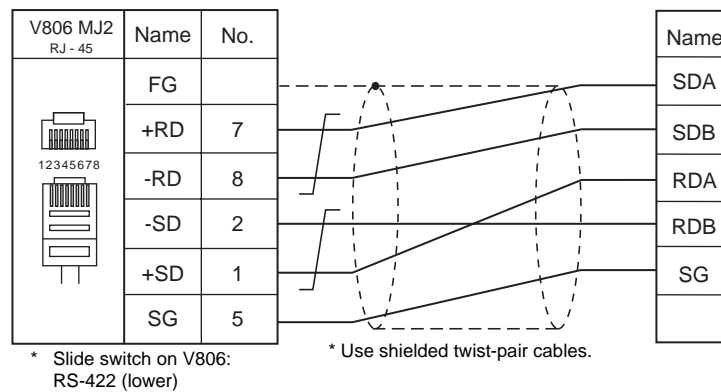 V806 MJ2 Name No. Name
RJ - 45
FG SDA
+RD 7 SDB
12345678
-RD 8 RDA
-SD 2 RDB
+SD 1 SG
SG 5
* Slide switch on V806:
RS-422 (lower)
* Use shielded twist-pair cables.